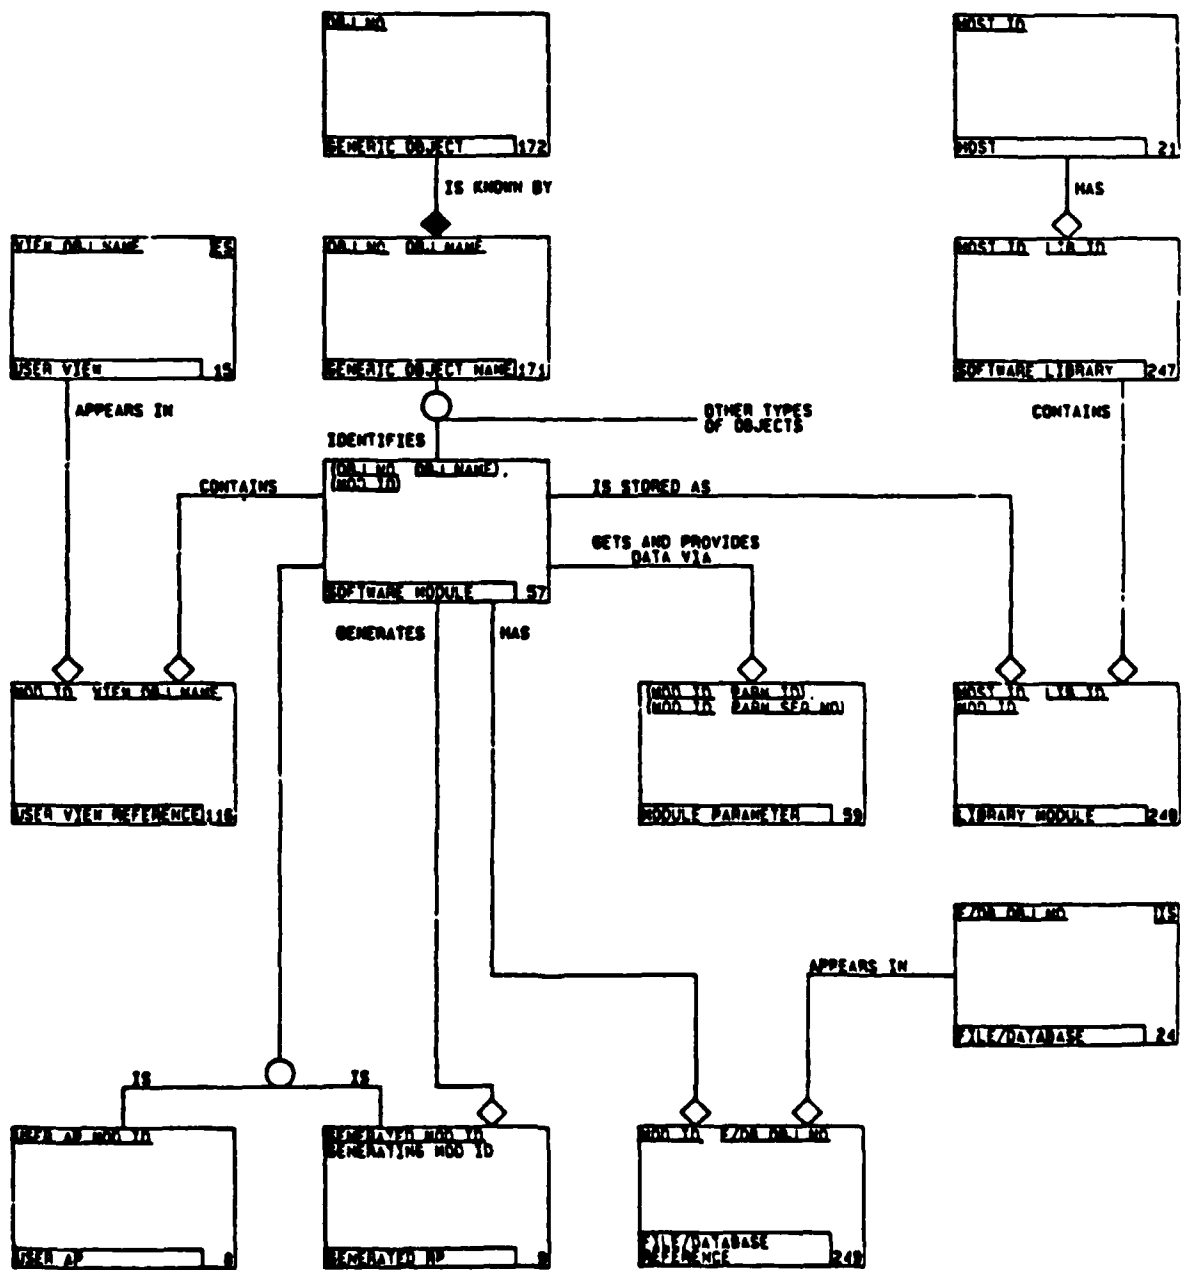 OBJ NO
HOST ID
GENERIC OBJECT 172
HOST 21
IS KNOWN BY
HAS
VIEW OBJ NAME ES
OBJ NO OBJ NAME
HOST ID LIB ID
USER VIEW 15
GENERIC OBJECT NAME 171
SOFTWARE LIBRARY 247
APPEARS IN
OTHER TYPES
OF OBJECTS
CONTAINS
IDENTIFIES
(OBJ NO OBJ NAME),
(MOD ID)
CONTAINS
IS STORED AS
GETS AND PROVIDES
DATA VIA
SOFTWARE MODULE 57
GENERATES
HAS
MOD ID VIEW OBJ NAME
(MOD ID PARM ID),
(MOD ID PARM SEQ NO)
HOST ID LIB ID
MOD ID
USER VIEW REFERENCE
MODULE PARAMETER 59
LIBRARY MODULE
F/DB OBJ NO IS
APPEARS IN
FILE/DATABASE 24
IS
IS
USER AP MOD ID
GENERATED MOD ID
GENERATING MOD ID
MOD ID F/DB OBJ NO
USER AP
GENERATED
FILE/DATABASE
REFERENCE 249